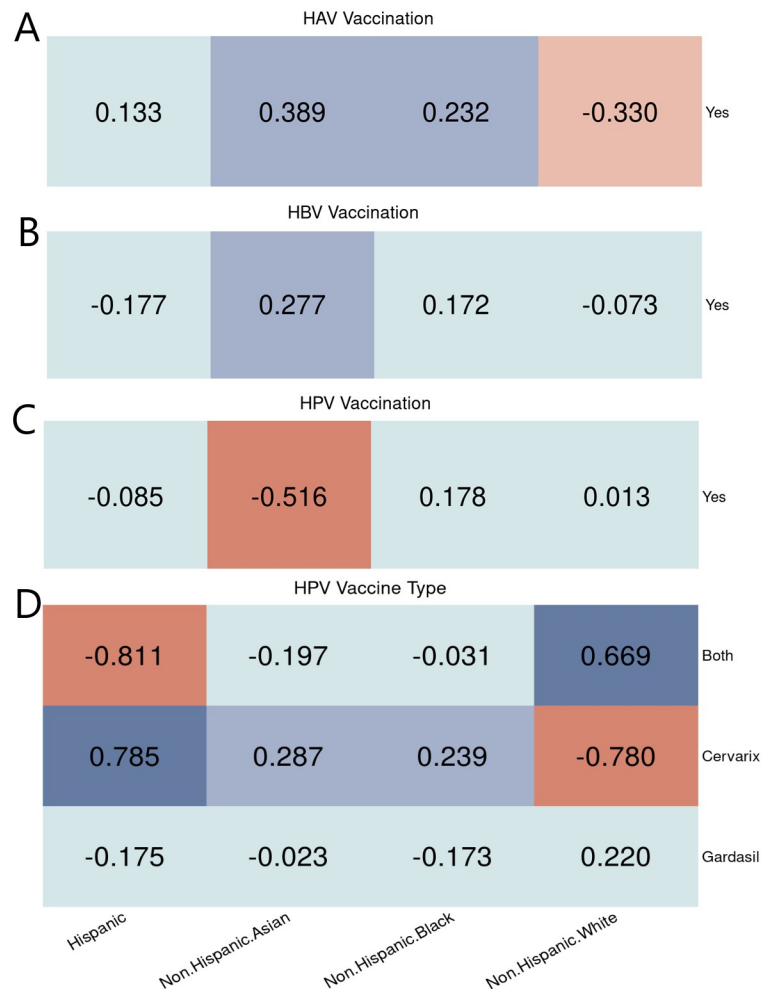 A
HAV Vaccination
0.133 0.389 0.232 -0.330 Yes
B
HBV Vaccination
-0.177 0.277 0.172 -0.073 Yes
C
HPV Vaccination
-0.085 -0.516 0.178 0.013 Yes
D
HPV Vaccine Type
-0.811 -0.197 -0.031 0.669 Both
0.785 0.287 0.239 -0.780 Cervarix
-0.175 -0.023 -0.173 0.220 Gardasil
Hispanic Non.Hispanic.Asian Non.Hispanic.Black Non.Hispanic.White